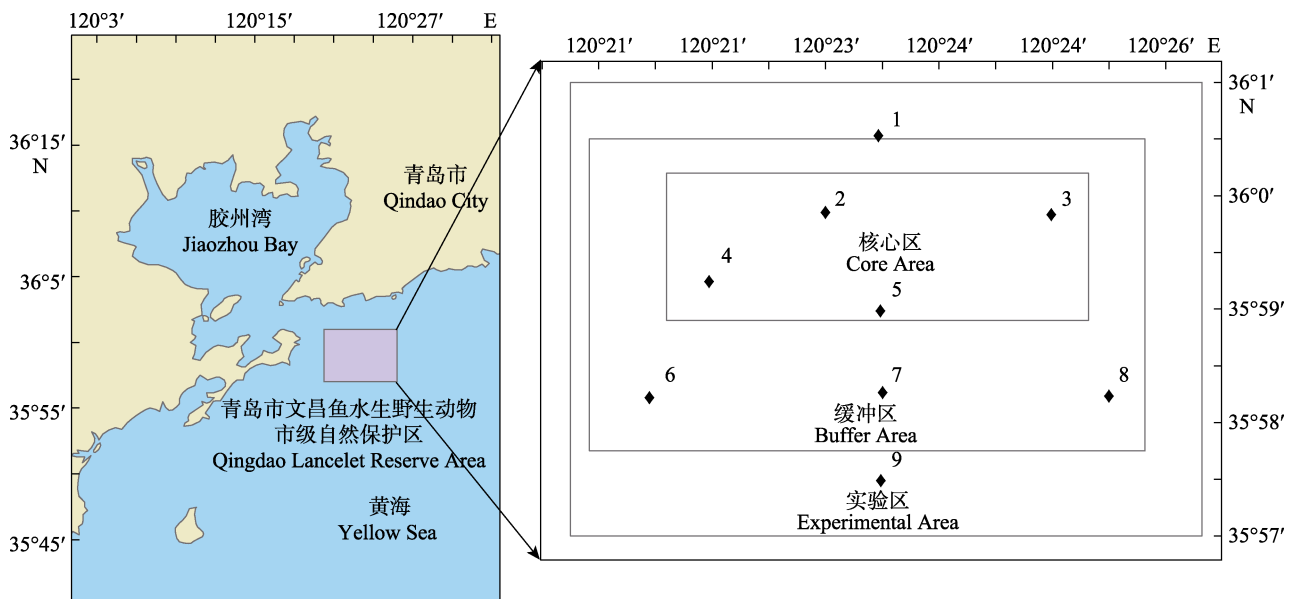 120°3′ 120°15′ 120°27′ E
36°15′
N
36°5′
35°55′
35°45′
青岛市
Qindao City
胶州湾
Jiaozhou Bay
青岛市文昌鱼水生野生动物
市级自然保护区
Qingdao Lancelet Reserve Area
黄海
Yellow Sea
120°21′ 120°21′ 120°23′ 120°24′ 120°24′ 120°26′ E
36°1′
N
36°0′
35°59′
35°58′
35°57′
1
2
3
核心区
Core Area
4
5
6
7
8
缓冲区
Buffer Area
9
实验区
Experimental Area